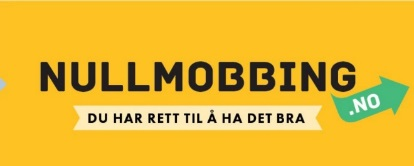 NULLMOBBING
.NO
DU HAR RETT TIL Å HA DET BRA